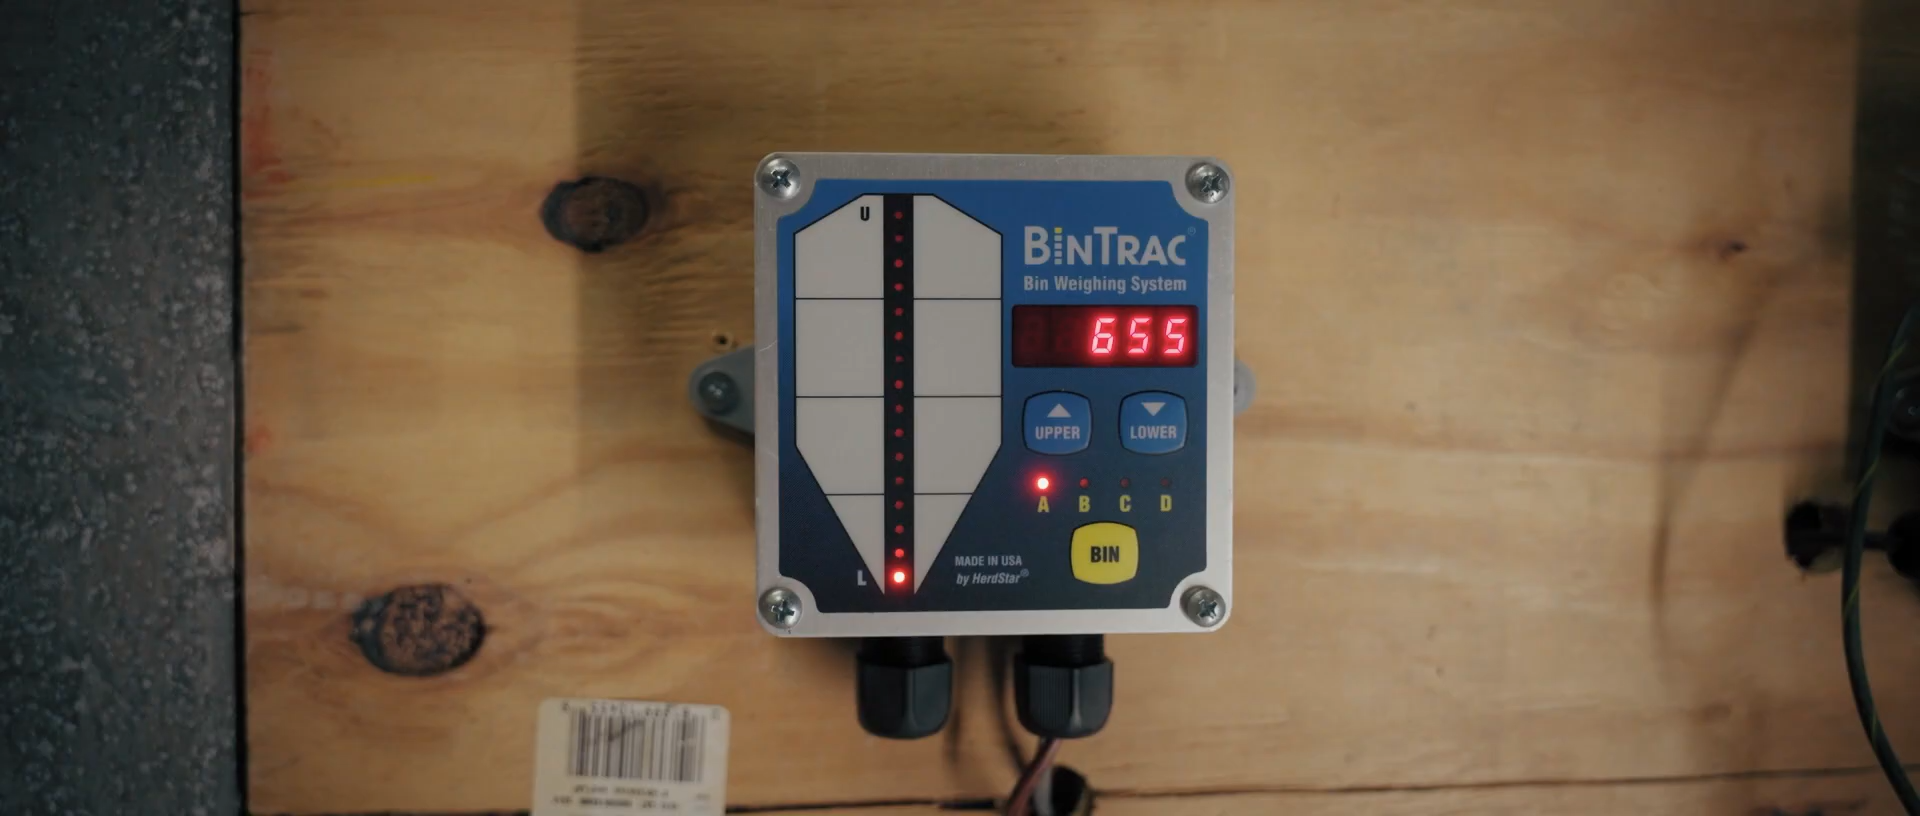 U
BINTRAC®
Bin Weighing System
655
UPPER
LOWER
A B C D
BIN
L
MADE IN USA
by HerdStar®